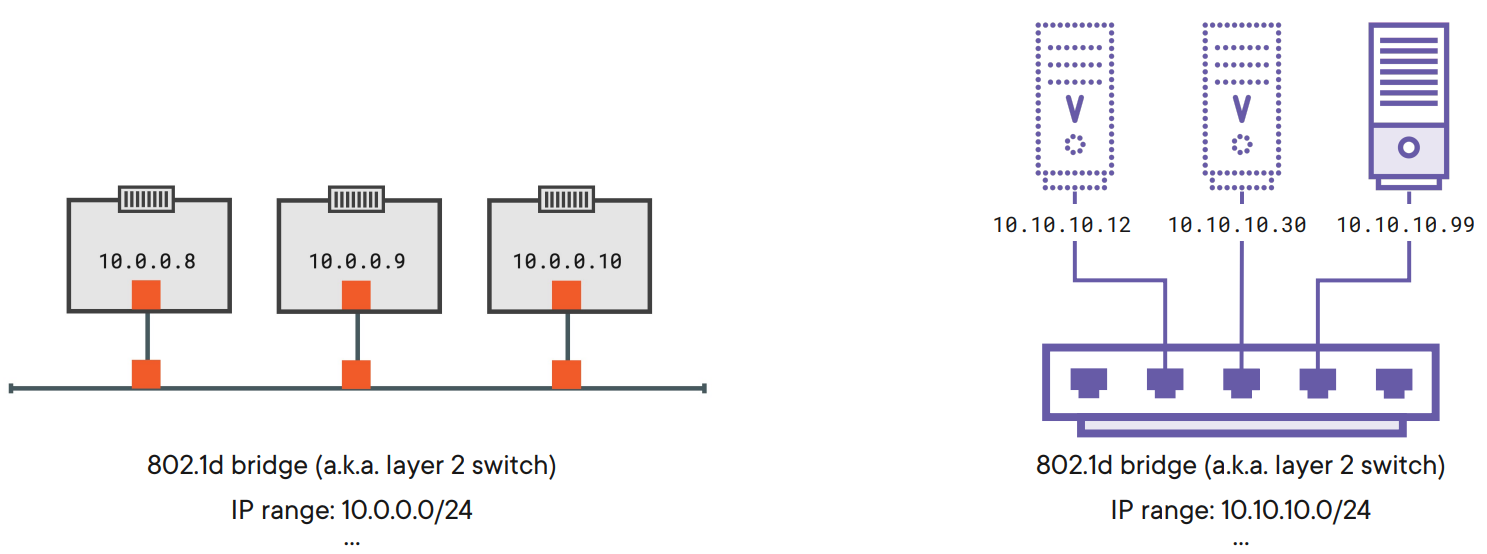 10.0.0.8
10.0.0.9
10.0.0.10
802.1d bridge (a.k.a. layer 2 switch)
IP range: 10.0.0.0/24
...
V
V
10.10.10.12
10.10.10.30
10.10.10.99
802.1d bridge (a.k.a. layer 2 switch)
IP range: 10.10.10.0/24
...